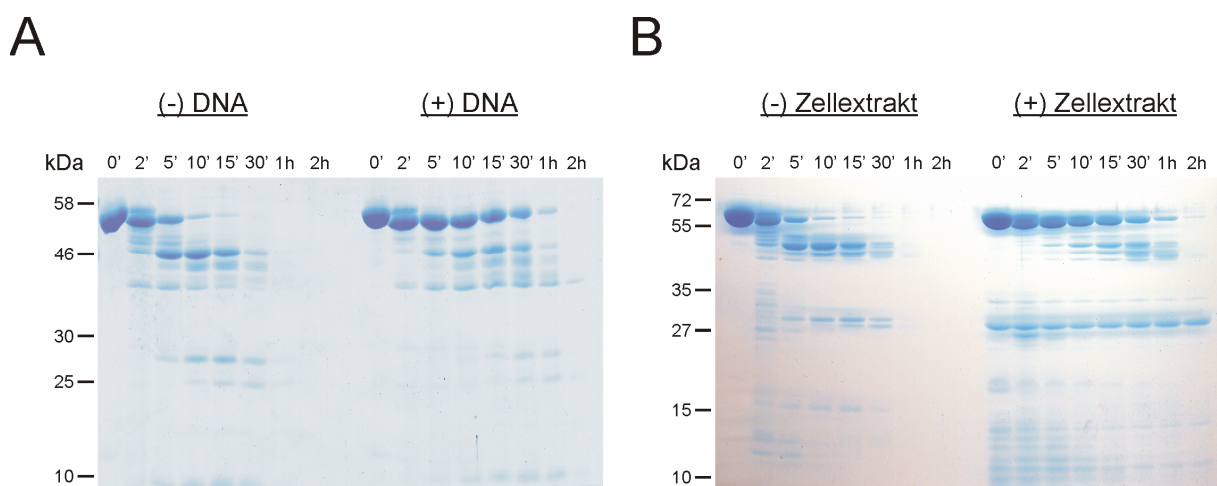 A
B
(-) DNA
(+) DNA
(-) Zellextrakt
(+) Zellextrakt
kDa 0' 2' 5' 10' 15' 30' 1h 2h 0' 2' 5' 10' 15' 30' 1h 2h
kDa 0' 2' 5' 10' 15' 30' 1h 2h 0' 2' 5' 10' 15' 30' 1h 2h
58
46
30
25
10
72
55
35
27
15
10